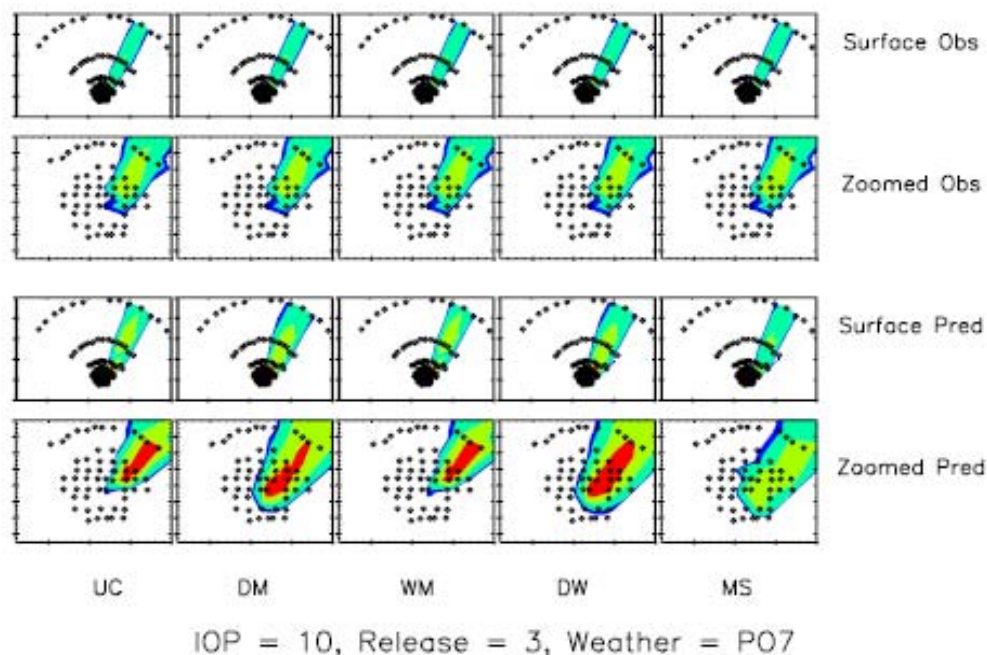 Surface Obs
Zoomed Obs
Surface Pred
Zoomed Pred
UC DM WM DW MS
IOP = 10, Release = 3, Weather = PO7